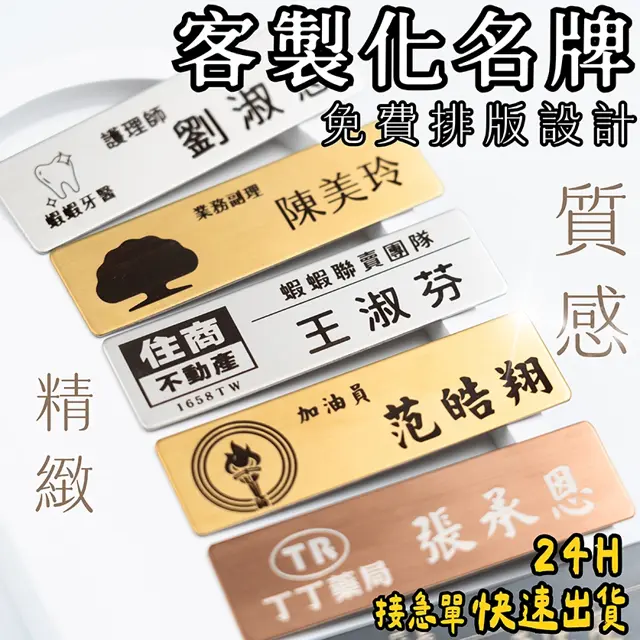 客製化名牌
免費排版設計
質感
精緻
護理師
劉淑
蝦蝦牙醫
業務副理
陳美玲
蝦蝦聯賣團隊
王淑芬
住商
不動產
1658TW
加油員
范皓翔
張承恩
TR
丁丁藥局
24H
接急單快速出貨